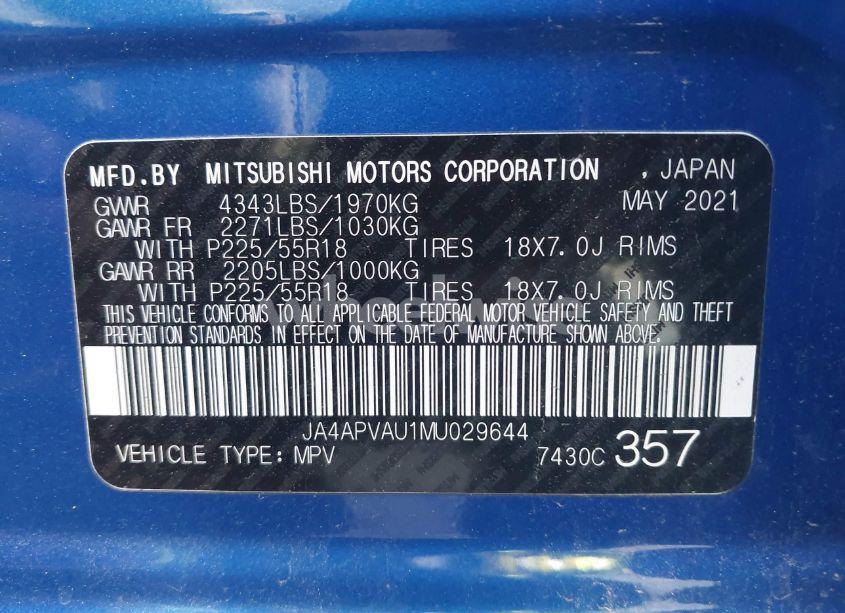 MFD.BY MITSUBISHI MOTORS CORPORATION , JAPAN
GVWR 4343LBS/1970KG MAY 2021
GAWR FR 2271LBS/1030KG
WITH P225/55R18 TIRES 18X7.0J RIMS
GAWR RR 2205LBS/1000KG
WITH P225/55R18 TIRES 18X7.0J RIMS
THIS VEHICLE CONFORMS TO ALL APPLICABLE FEDERAL MOTOR VEHICLE SAFETY AND THEFT
PREVENTION STANDARDS IN EFFECT ON THE DATE OF MANUFACTURE SHOWN ABOVE.
JA4APVAU1MU029644
VEHICLE TYPE: MPV 7430C 357